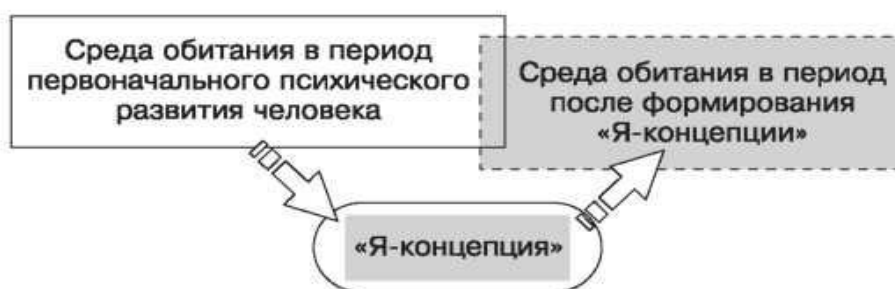 Среда обитания в период
первоначального психического
развития человека
Среда обитания в период
после формирования
«Я-концепции»
«Я-концепция»